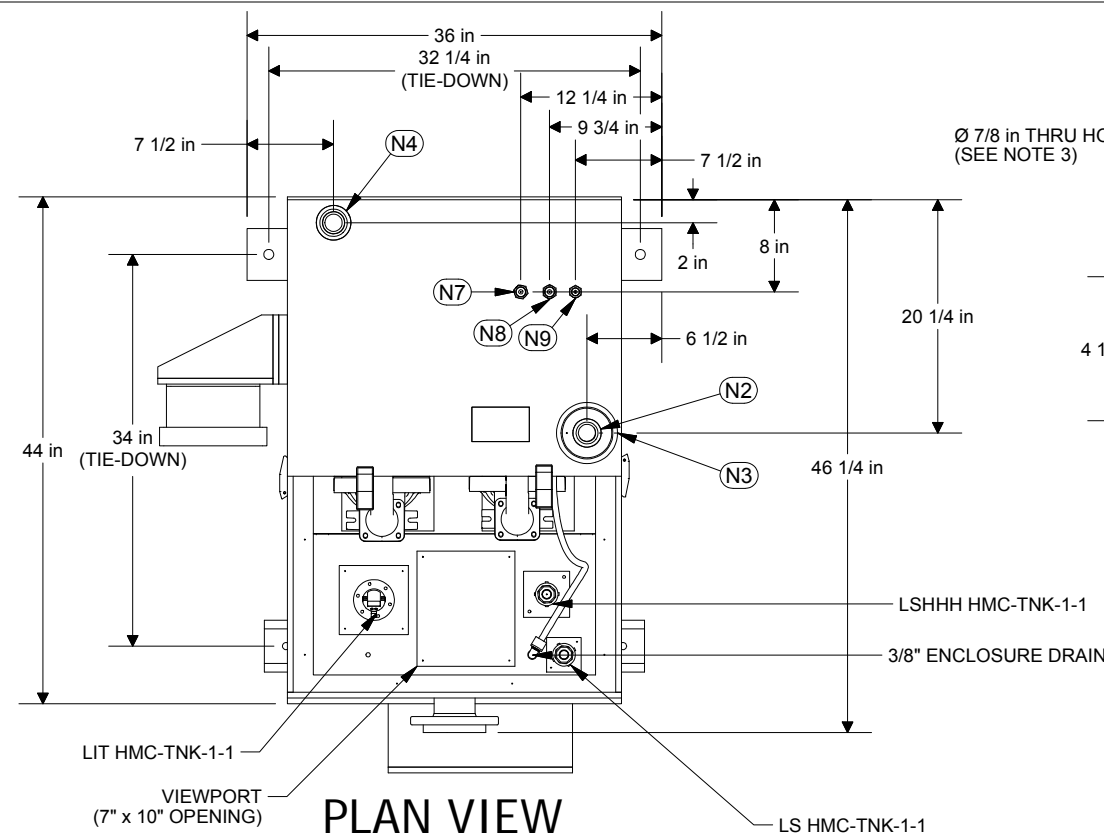 36 in
32 1/4 in
(TIE-DOWN)
12 1/4 in
9 3/4 in
7 1/2 in
N4
7 1/2 in
Ø 7/8 in THRU HO
(SEE NOTE 3)
8 in
2 in
N7
N8
N9
20 1/4 in
6 1/2 in
4 1
N2
44 in
34 in
(TIE-DOWN)
46 1/4 in
N3
LSHHH HMC-TNK-1-1
3/8" ENCLOSURE DRAIN
LIT HMC-TNK-1-1
VIEWPORT
(7" x 10" OPENING)
PLAN VIEW
LS HMC-TNK-1-1